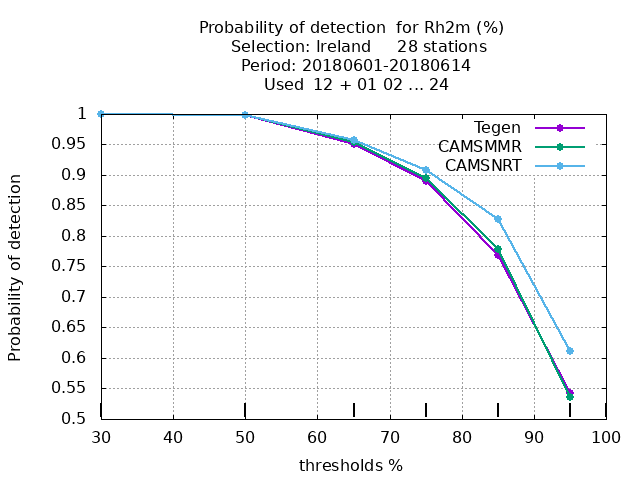 Probability of detection  for Rh2m (%)
Selection: Ireland     28 stations
Period: 20180601-20180614
Used  12 + 01 02 ... 24
Probability of detection
1
0.95
0.9
0.85
0.8
0.75
0.7
0.65
0.6
0.55
0.5
Tegen
CAMSMMR
CAMSNRT
30 40 50 60 70 80 90 100
thresholds %